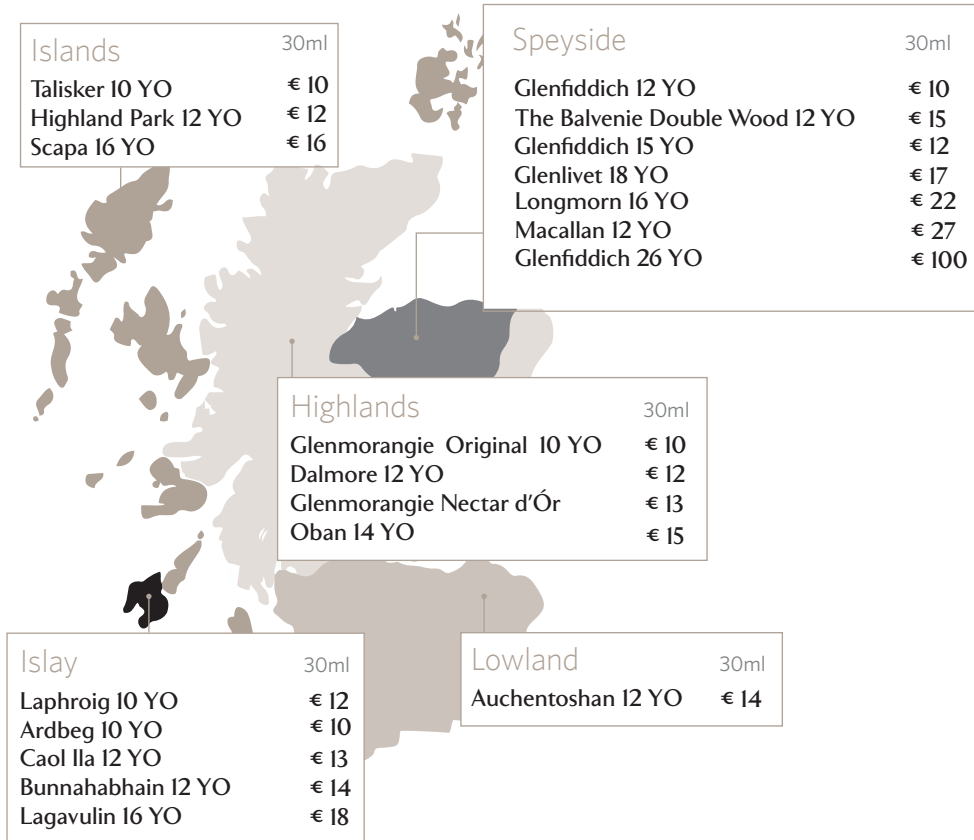 Islands 30ml
Talisker 10 YO € 10
Highland Park 12 YO € 12
Scapa 16 YO € 16
Speyside 30ml
Glenfiddich 12 YO € 10
The Balvenie Double Wood 12 YO € 15
Glenfiddich 15 YO € 12
Glenlivet 18 YO € 17
Longmorn 16 YO € 22
Macallan 12 YO € 27
Glenfiddich 26 YO € 100
Highlands 30ml
Glenmorangie Original 10 YO € 10
Dalmore 12 YO € 12
Glenmorangie Nectar d'Ór € 13
Oban 14 YO € 15
Islay 30ml
Laphroig 10 YO € 12
Ardbeg 10 YO € 10
Caol Ila 12 YO € 13
Bunnahabhain 12 YO € 14
Lagavulin 16 YO € 18
Lowland 30ml
Auchentoshan 12 YO € 14